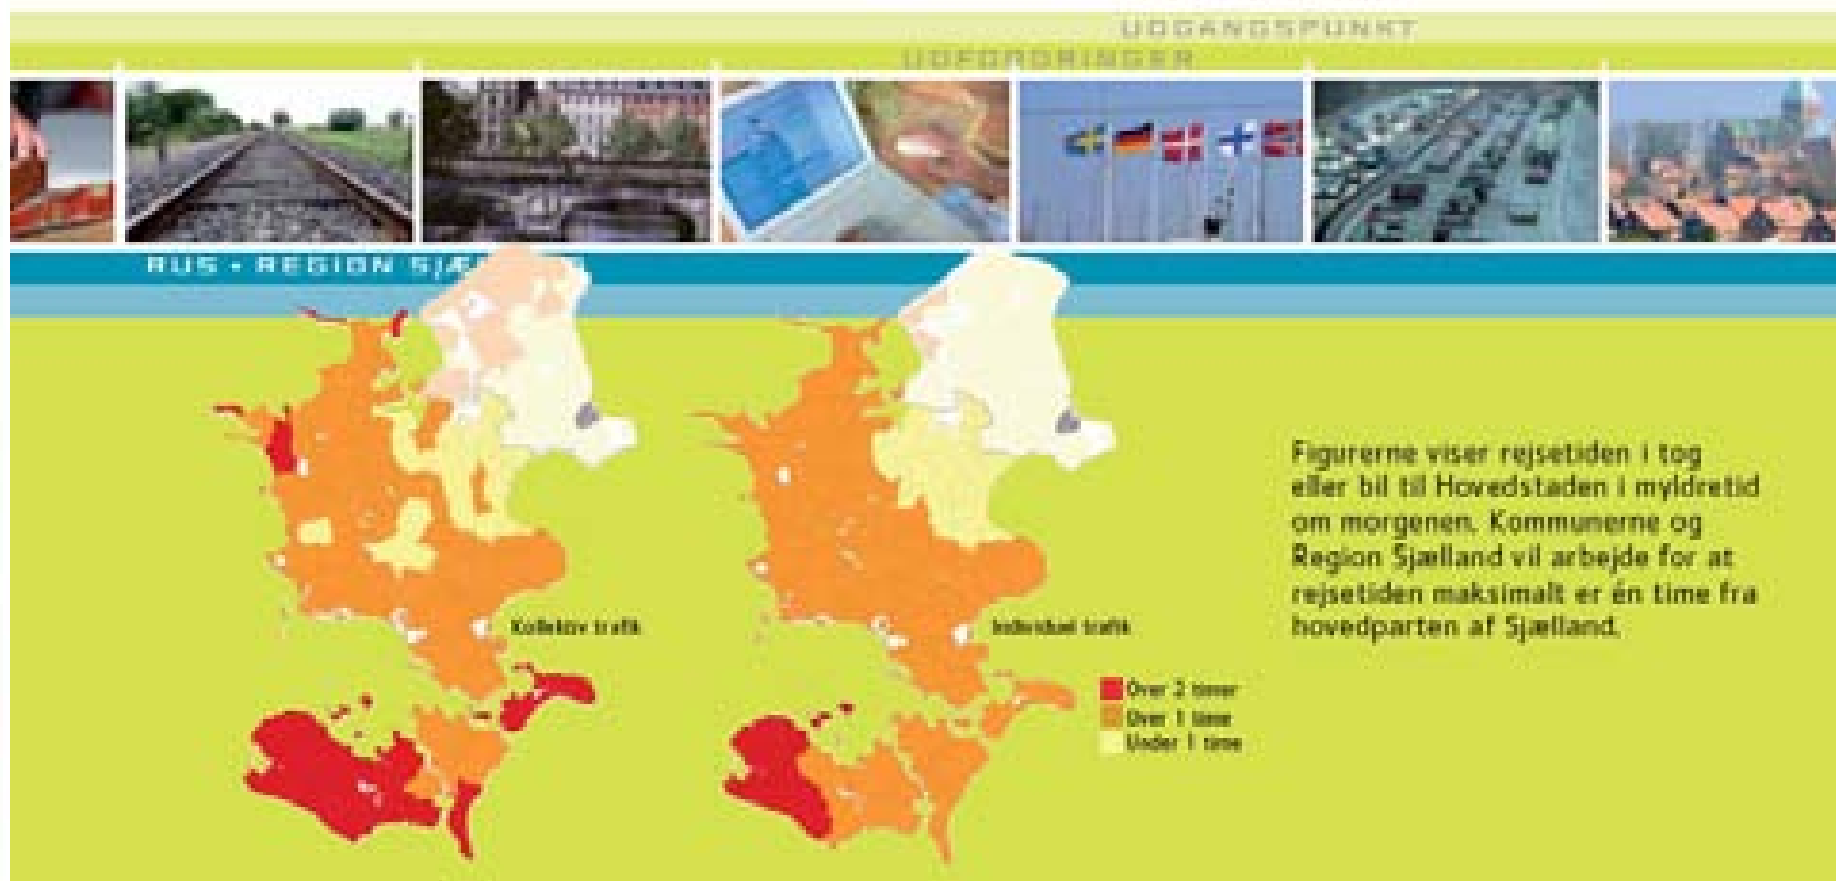 UDGANGSPUNKT
UDFORDRINGER
RUS • REGION
Kollektiv trafik
Individuel trafik
Over 2 timer
Over 1 time
Under 1 time
Figurerne viser rejsetiden i tog
eller bil til Hovedstaden i myldretid
om morgenen. Kommunerne og
Region Sjælland vil arbejde for at
rejsetiden maksimalt er én time fra
hovedparten af Sjælland.